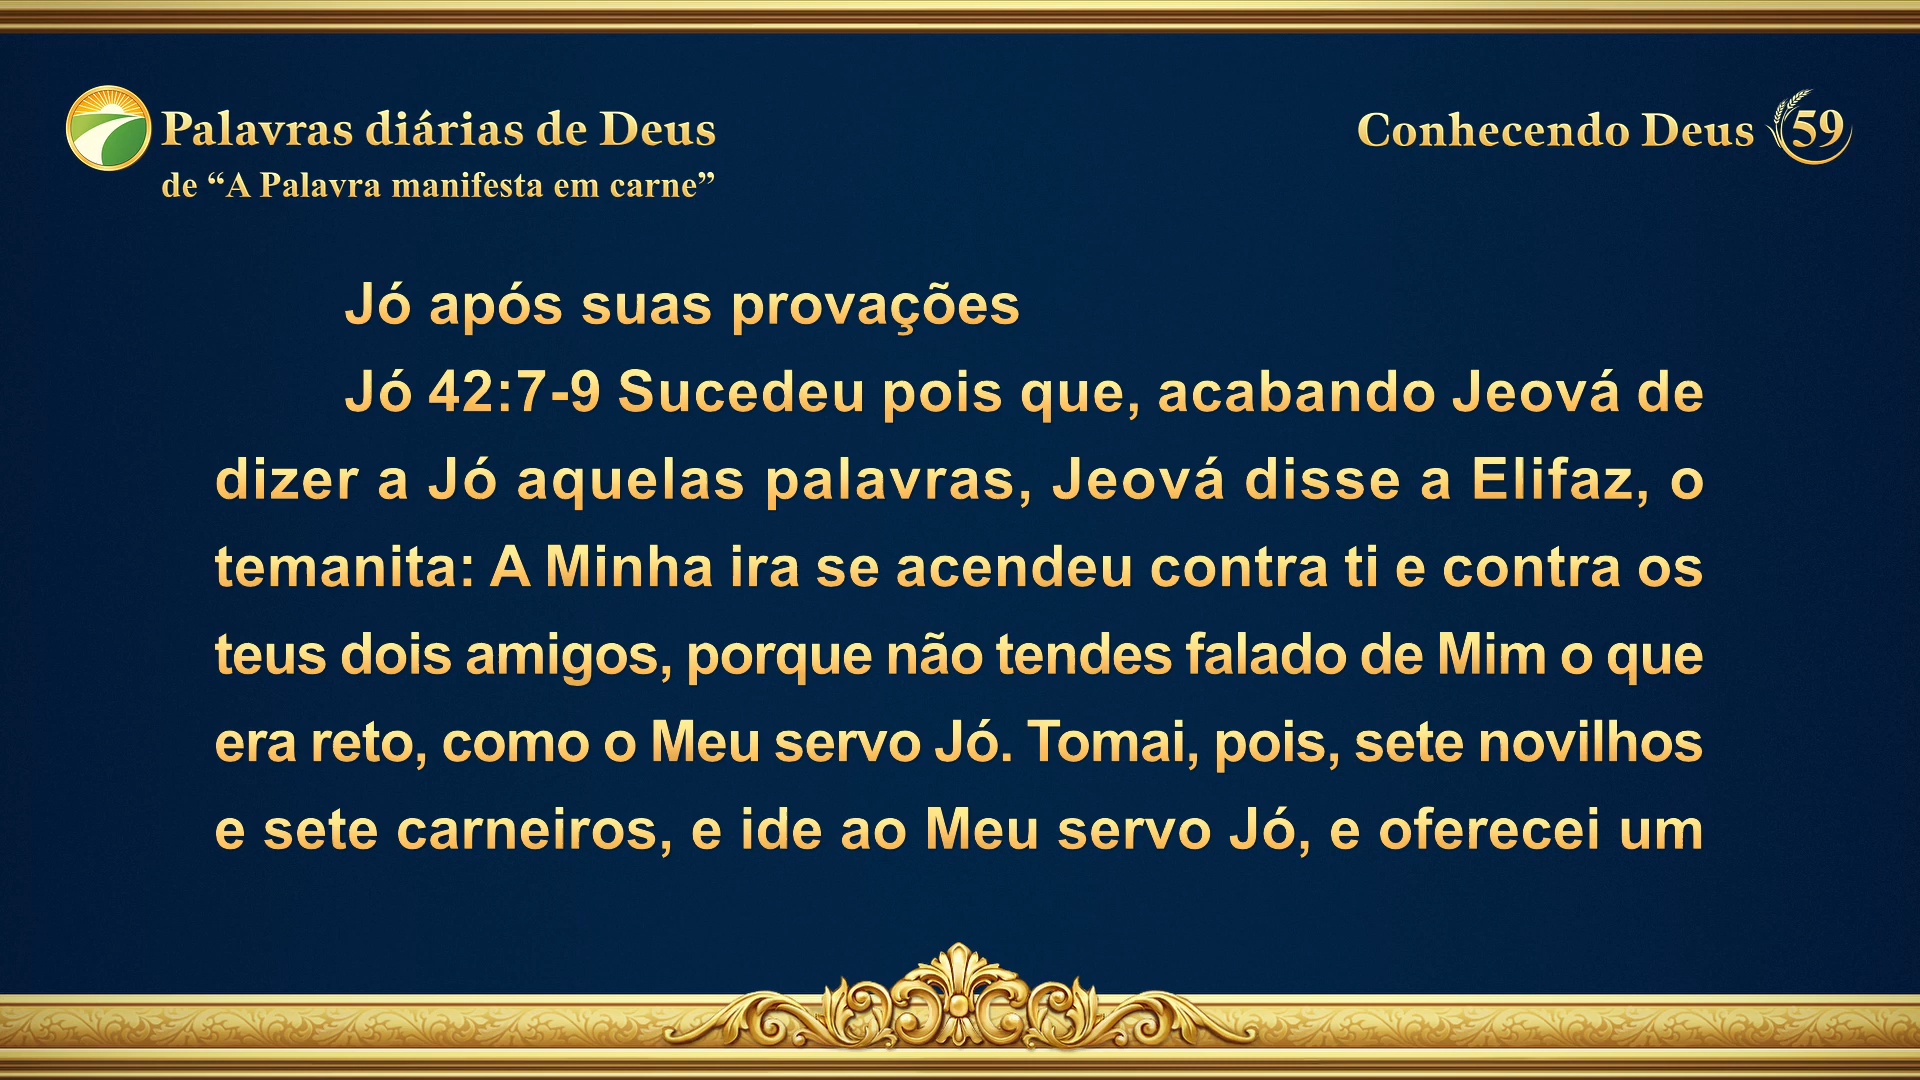 Palavras diárias de Deus
de “A Palavra manifesta em carne”
Conhecendo Deus 59
Jó após suas provações
Jó 42:7-9 Sucedeu pois que, acabando Jeová de
dizer a Jó aquelas palavras, Jeová disse a Elifaz, o
temanita: A Minha ira se acendeu contra ti e contra os
teus dois amigos, porque não tendes falado de Mim o que
era reto, como o Meu servo Jó. Tomai, pois, sete novilhos
e sete carneiros, e ide ao Meu servo Jó, e oferecei um